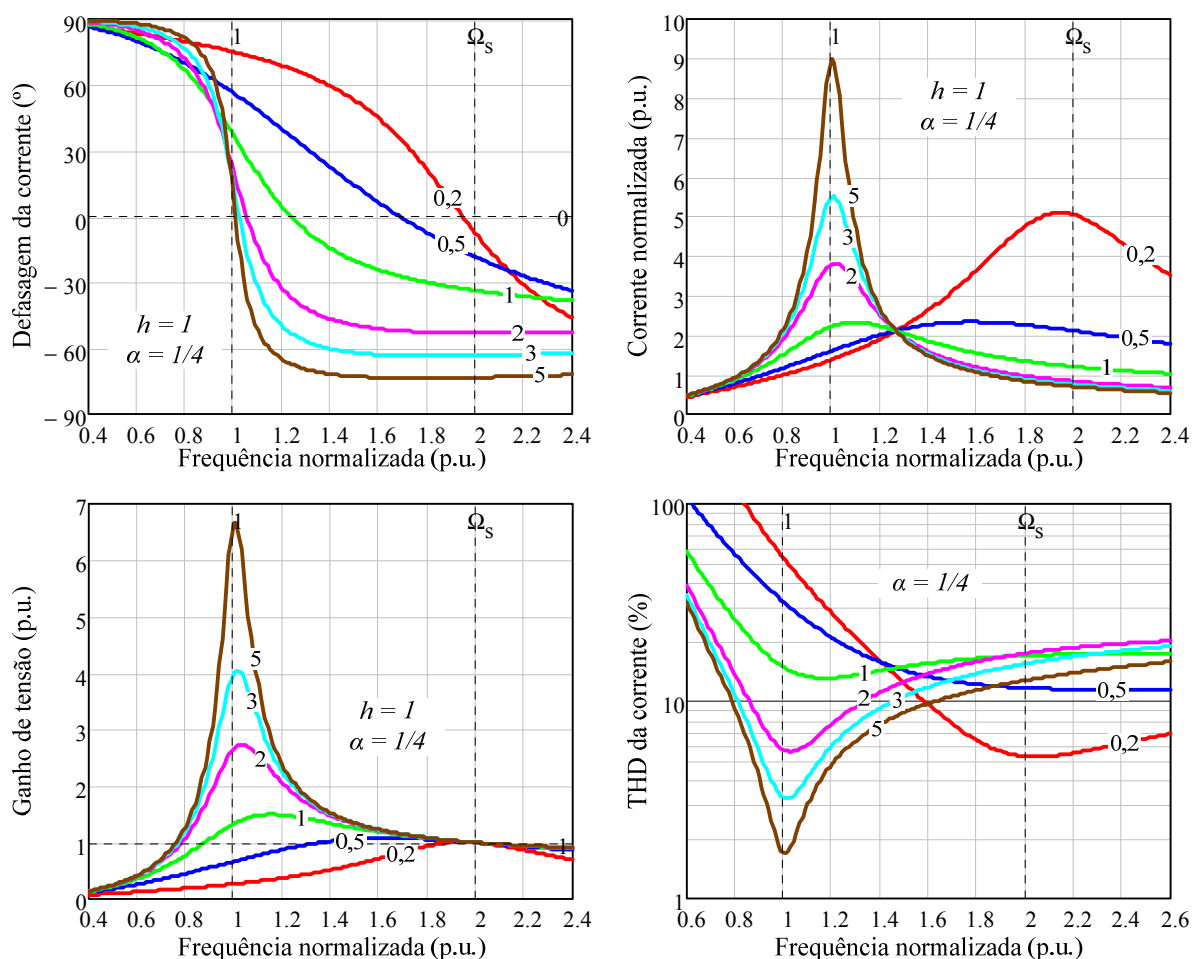 Defasagem da corrente (º)
90
60
30
0
– 30
– 60
– 90
1
Ωs
0,2
0,5
1
2
3
5
0
h = 1
α = 1/4
0.4 0.6 0.8 1 1.2 1.4 1.6 1.8 2 2.2 2.4
Frequência normalizada (p.u.)
Corrente normalizada (p.u.)
9
8
7
6
5
4
3
2
1
0
1
Ωs
h = 1
α = 1/4
5
3
2
0,2
0,5
1
0.4 0.6 0.8 1 1.2 1.4 1.6 1.8 2 2.2 2.4
Frequência normalizada (p.u.)
Ganho de tensão (p.u.)
7
6
5
4
3
2
1
0
1
Ωs
5
3
2
1
0,5
0,2
1
h = 1
α = 1/4
0.4 0.6 0.8 1 1.2 1.4 1.6 1.8 2 2.2 2.4
Frequência normalizada (p.u.)
THD da corrente (%)
100
10
1
1
Ωs
α = 1/4
1
2
3
5
0,5
0,2
0.6 0.8 1 1.2 1.4 1.6 1.8 2 2.2 2.4 2.6
Frequência normalizada (p.u.)